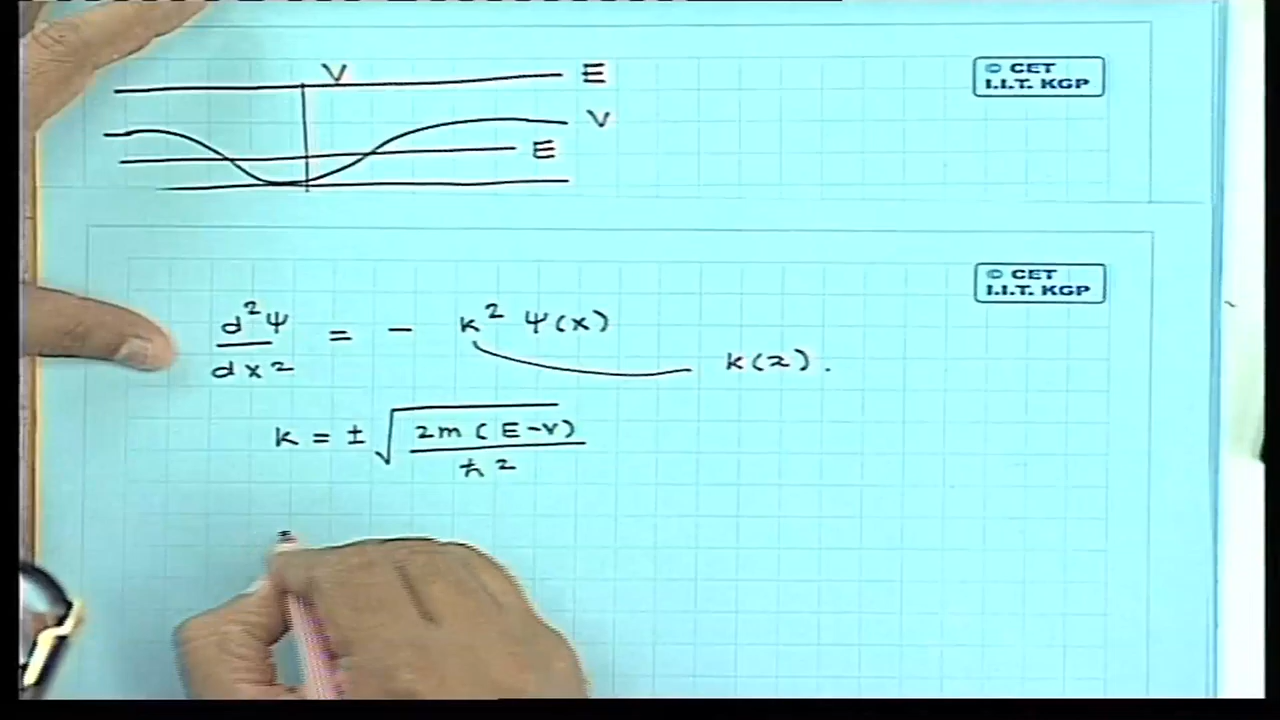 V
E
© CET
I.I.T. KGP
V
E
© CET
I.I.T. KGP
d²Ψ/dx2 = - k² Ψ(x)
k(z).
k = ± √(2m(E-V)/ħ2)